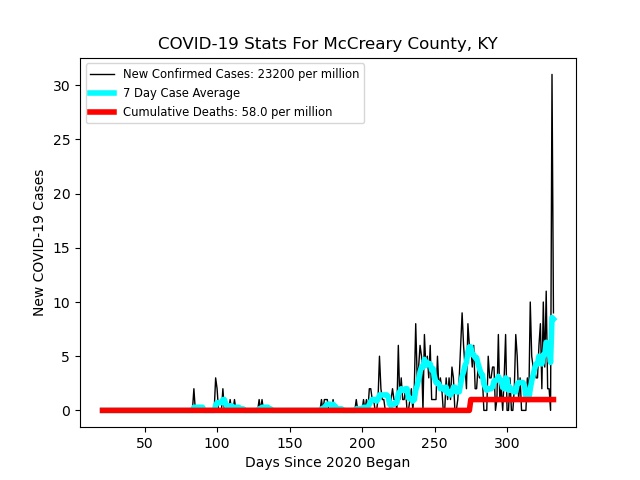 COVID-19 Stats For McCreary County, KY
New Confirmed Cases: 23200 per million
7 Day Case Average
Cumulative Deaths: 58.0 per million
New COVID-19 Cases
30
25
20
15
10
5
0
50 100 150 200 250 300
Days Since 2020 Began